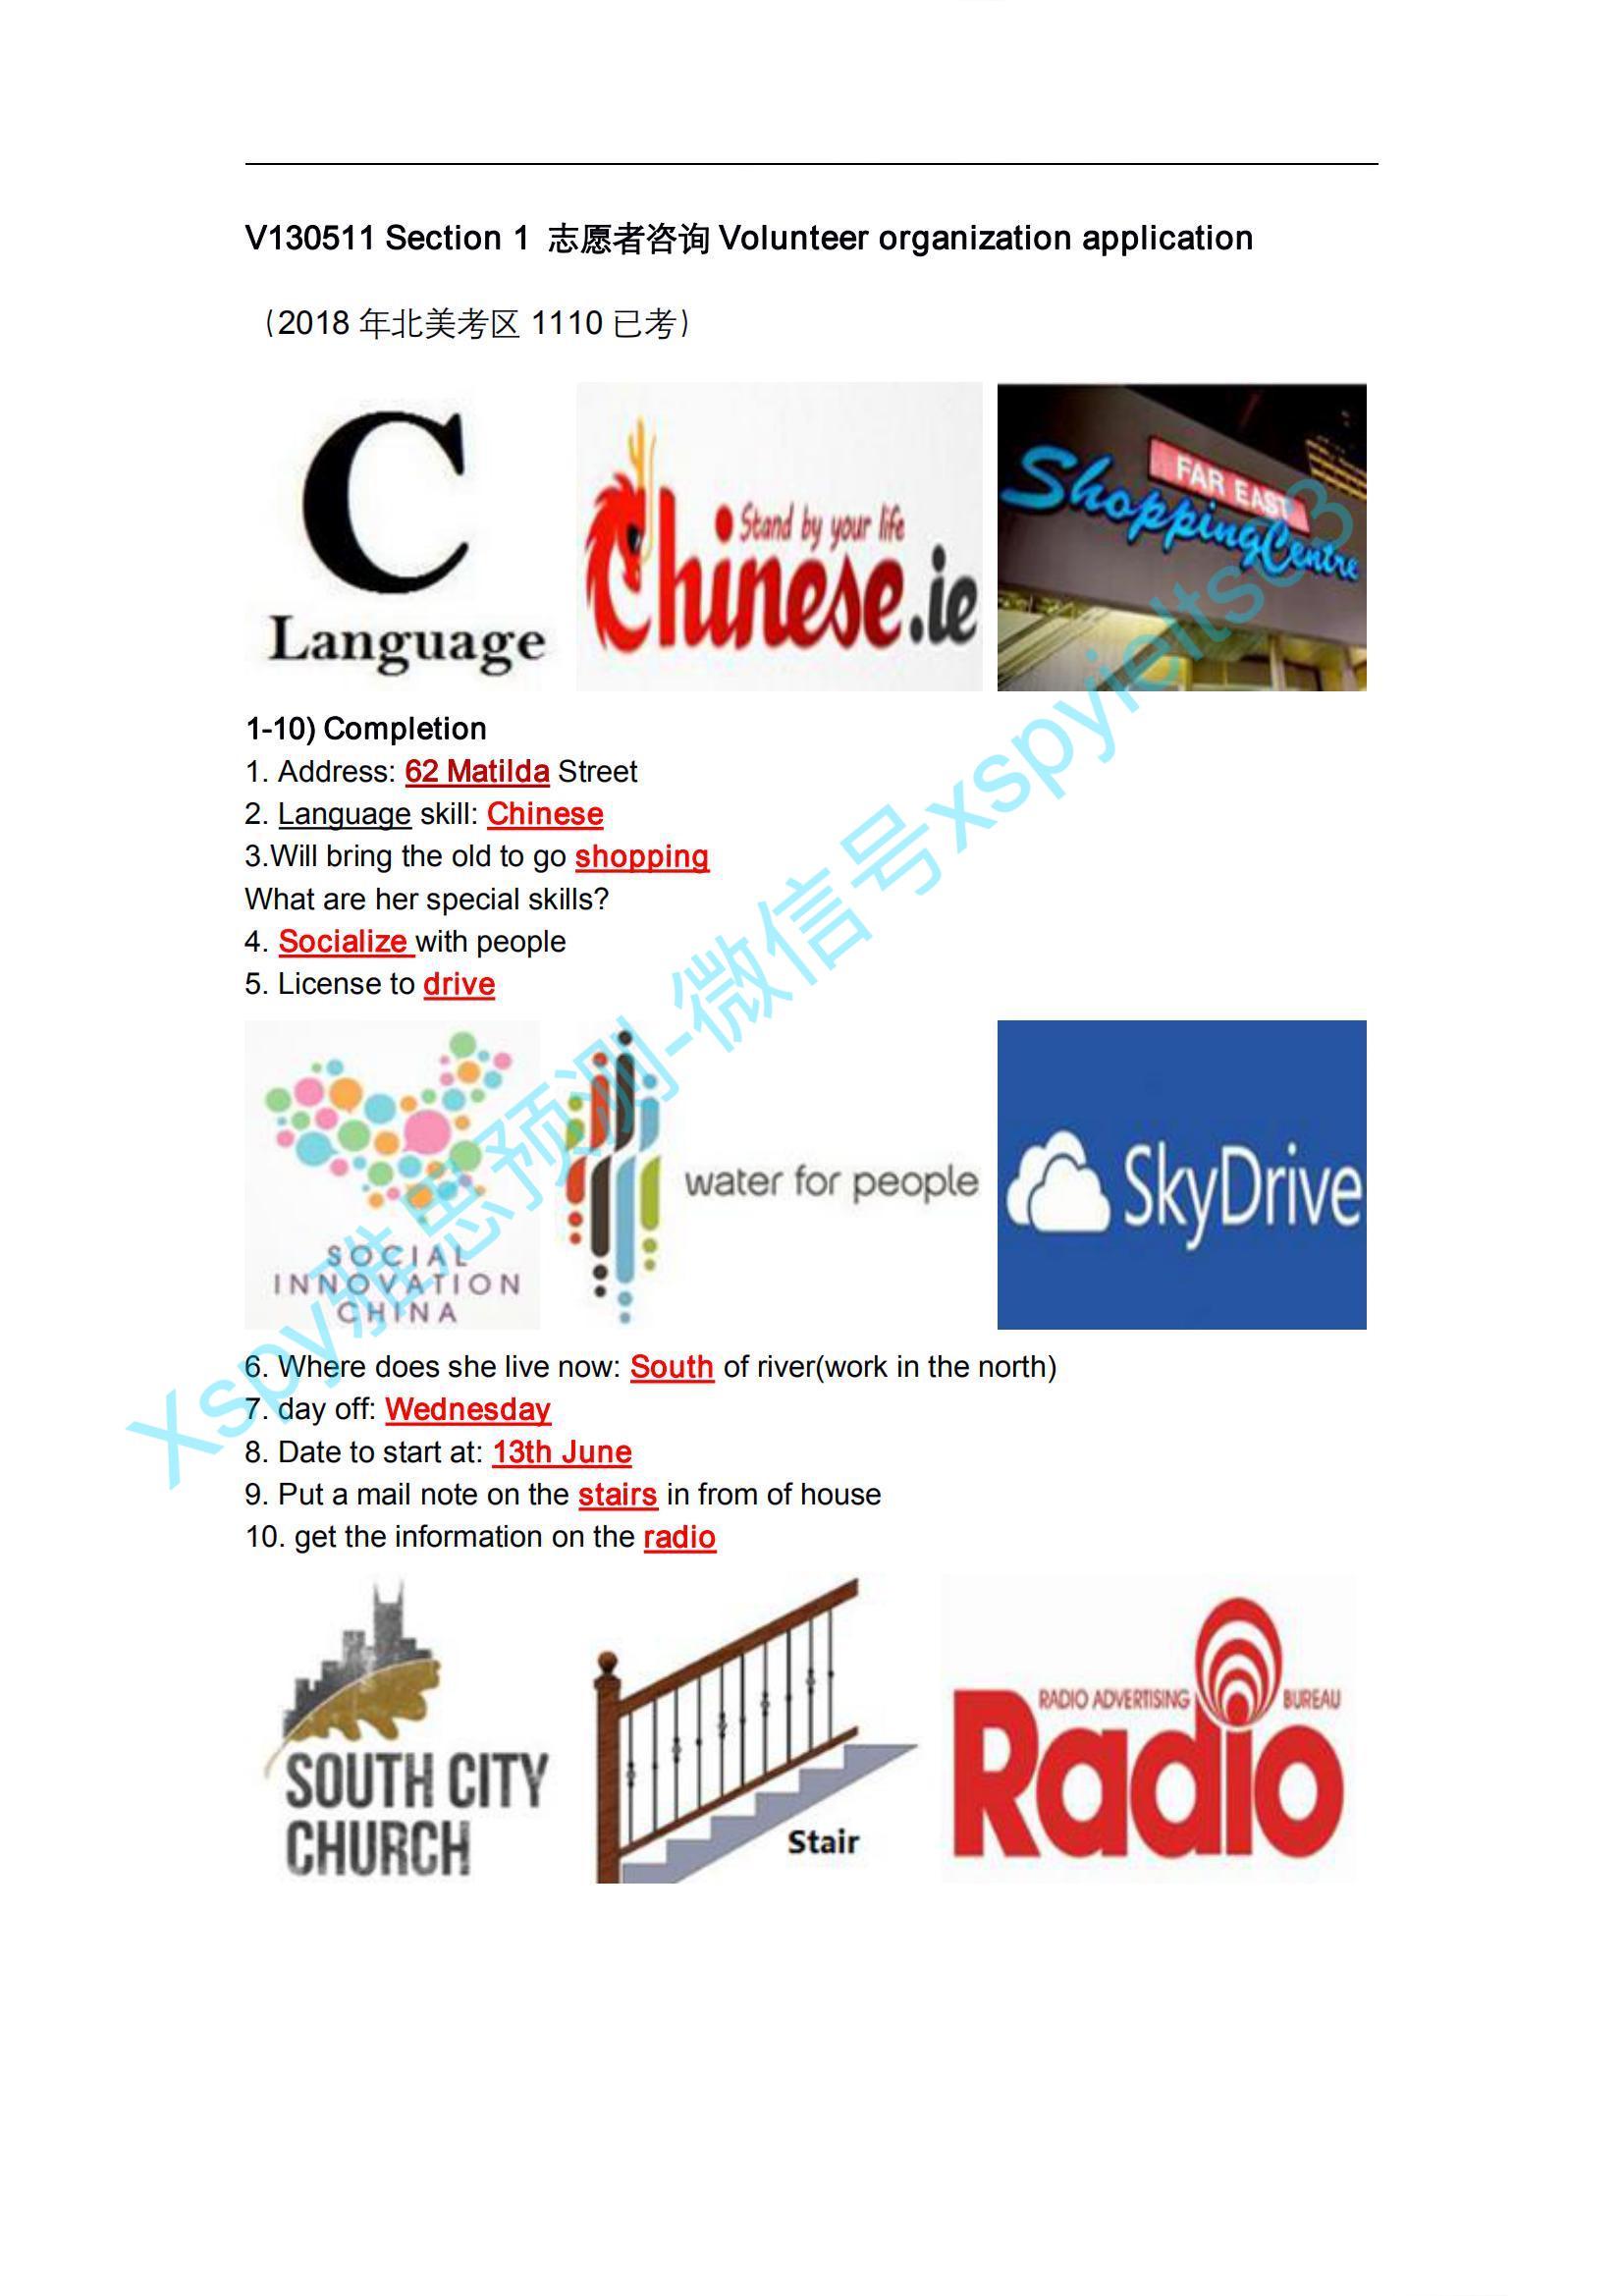 V130511 Section 1 志愿者咨询 Volunteer organization application
（2018 年北美考区 1110 已考）
C
Language
Stand by your life
Chinese.ie
FAR EAST
Shopping Centre
1-10) Completion
1. Address: 62 Matilda Street
2. Language skill: Chinese
3.Will bring the old to go shopping
What are her special skills?
4. Socialize with people
5. License to drive
SOCIAL
INNOVATION
CHINA
water for people
SkyDrive
6. Where does she live now: South of river(work in the north)
7. day off: Wednesday
8. Date to start at: 13th June
9. Put a mail note on the stairs in from of house
10. get the information on the radio
SOUTH CITY
CHURCH
Stair
RADIO ADVERTISING BUREAU
Radio
Xspy雅思预测-微信号xspyielts33